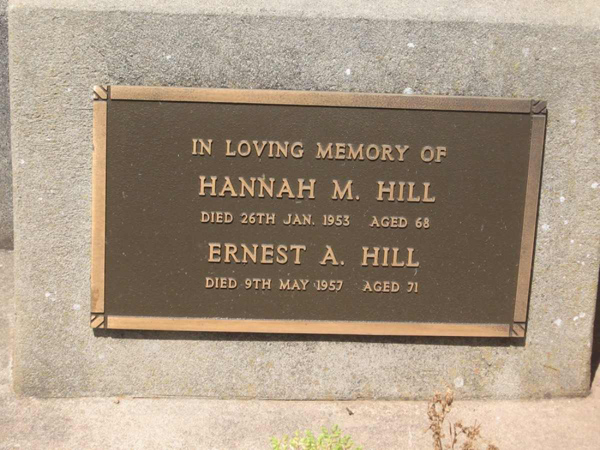 IN LOVING MEMORY OF
HANNAH M. HILL
DIED 26TH JAN. 1953 AGED 68
ERNEST A. HILL
DIED 9TH MAY 1957 AGED 71